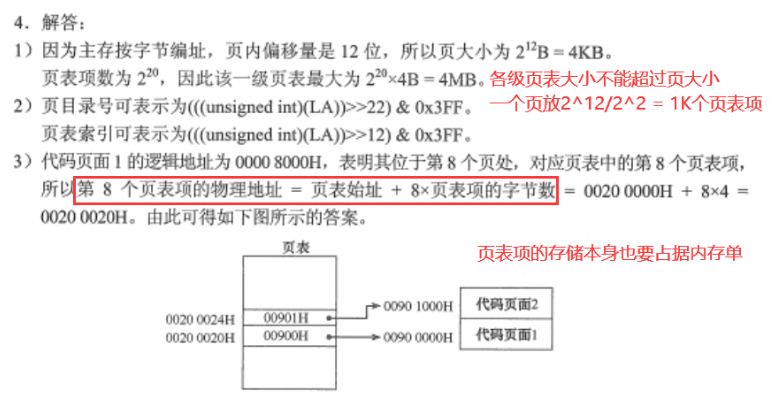 4．解答：
1）因为主存按字节编址，页内偏移量是 12 位，所以页大小为 2¹²B = 4KB。
页表项数为 2²⁰，因此该一级页表最大为 2²⁰×4B = 4MB。各级页表大小不能超过页大小
2）页目录号可表示为(((unsigned int)(LA))>>22) & 0x3FF。 一个页放2^12/2^2 = 1K个页表项
页表索引可表示为(((unsigned int)(LA))>>12) & 0x3FF。
3）代码页面 1 的逻辑地址为 0000 8000H，表明其位于第 8 个页处，对应页表中的第 8 个页表项，
所以第 8 个页表项的物理地址 = 页表始址 + 8×页表项的字节数 = 0020 0000H + 8×4 =
0020 0020H。由此可得如下图所示的答案。
页表
页表项的存储本身也要占据内存单
0020 0024H 00901H 0090 1000H 代码页面2
0020 0020H 00900H 0090 0000H 代码页面1